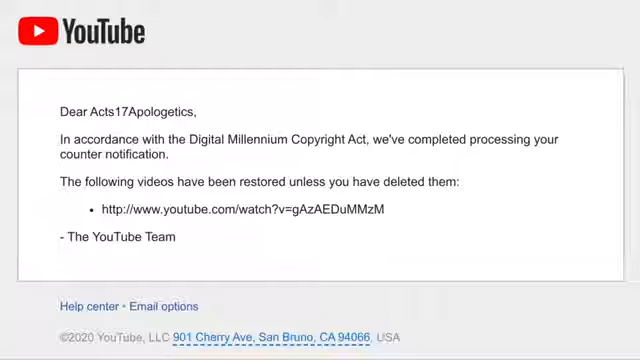 YouTube
Dear Acts17Apologetics,
In accordance with the Digital Millennium Copyright Act, we've completed processing your
counter notification.
The following videos have been restored unless you have deleted them:
• http://www.youtube.com/watch?v=gAzAEDuMMzM
- The YouTube Team
Help center • Email options
©2020 YouTube, LLC 901 Cherry Ave, San Bruno, CA 94066, USA